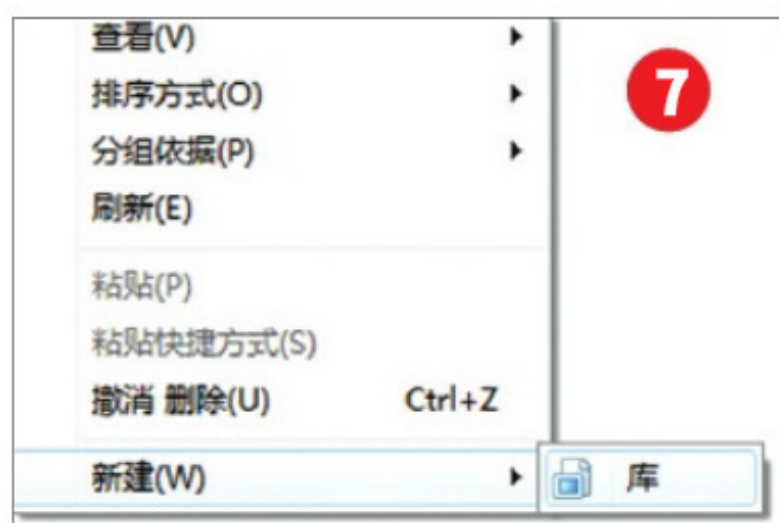 查看(V)
7
排序方式(O)
分组依据(P)
刷新(E)
粘贴(P)
粘贴快捷方式(S)
撤消 删除(U) Ctrl+Z
新建(W) 库